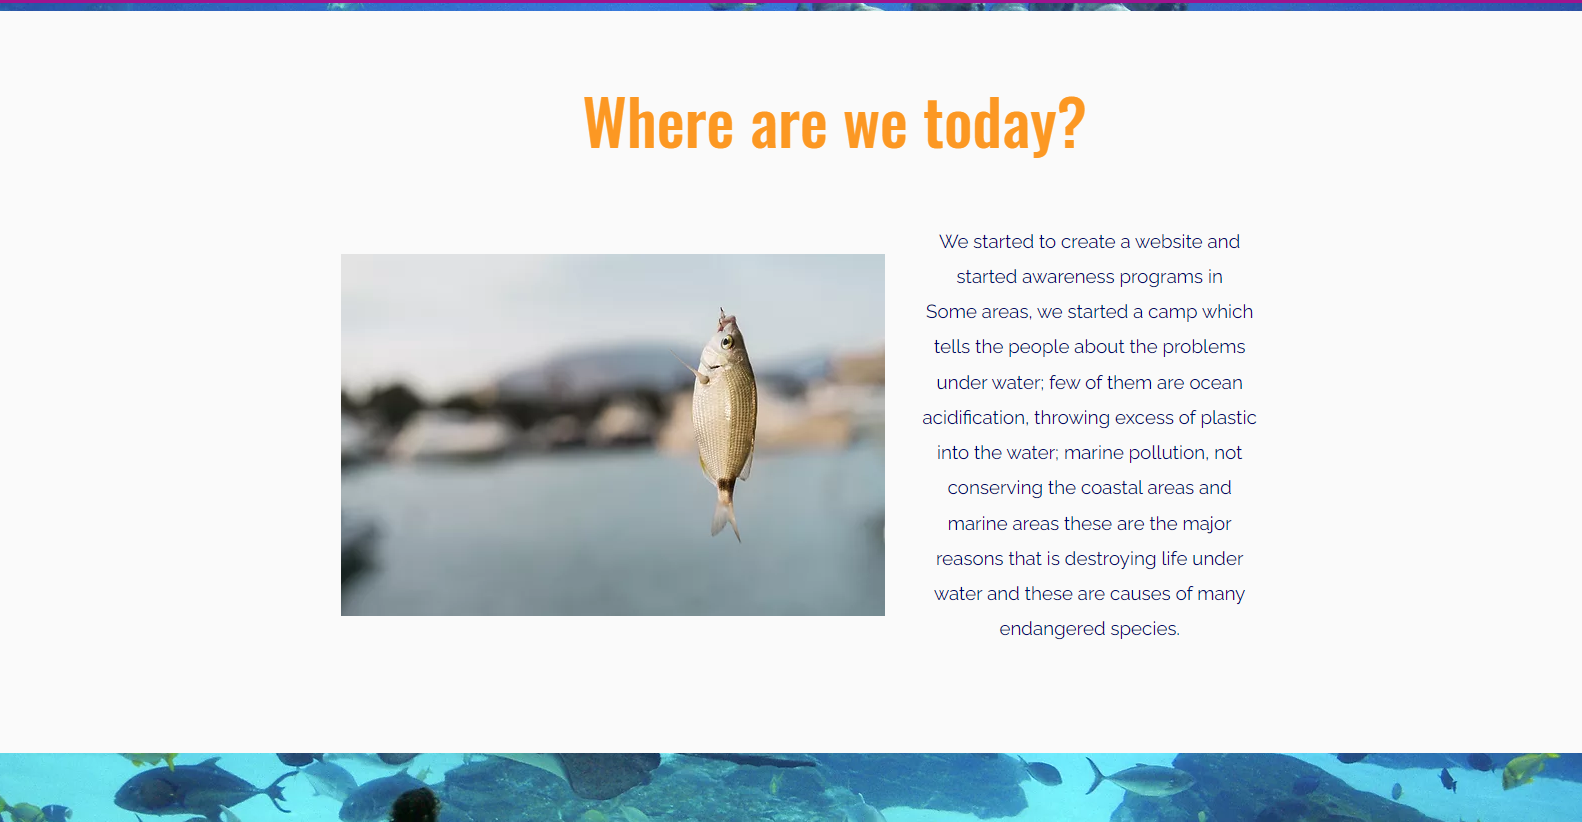 Where are we today?
We started to create a website and
started awareness programs in
Some areas, we started a camp which
tells the people about the problems
under water; few of them are ocean
acidification, throwing excess of plastic
into the water; marine pollution, not
conserving the coastal areas and
marine areas these are the major
reasons that is destroying life under
water and these are causes of many
endangered species.